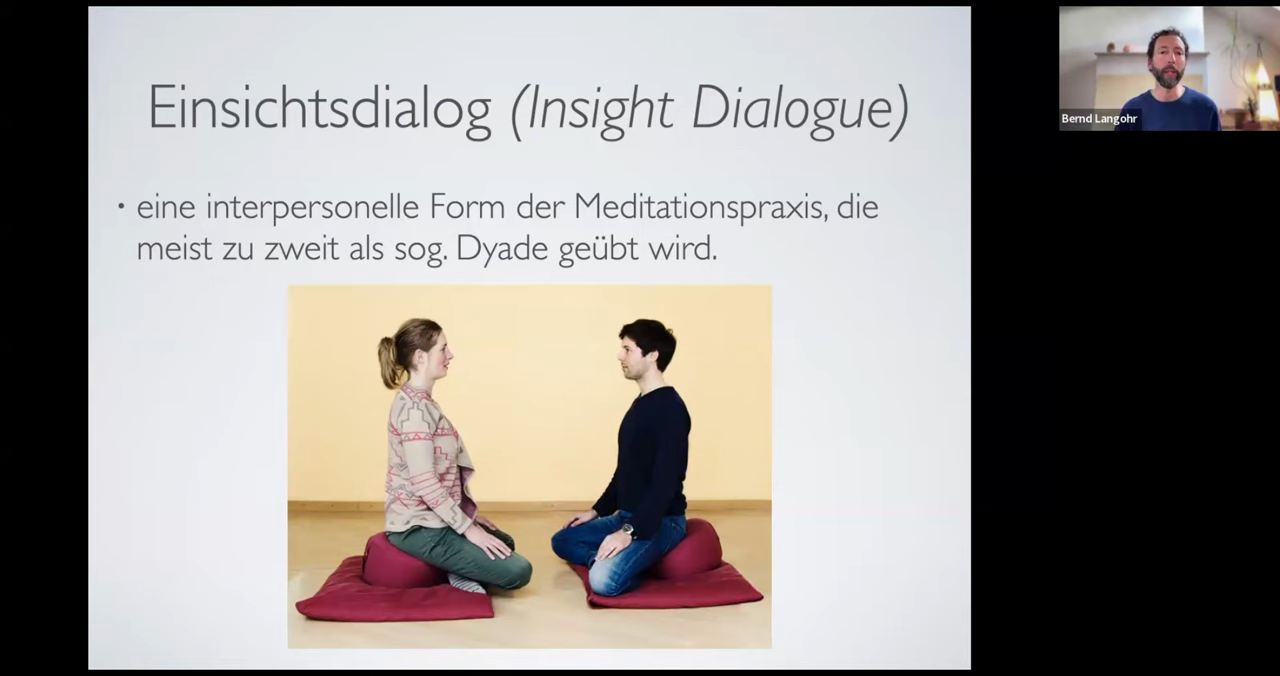 Einsichtsdialog (Insight Dialogue)
• eine interpersonelle Form der Meditationspraxis, die
meist zu zweit als sog. Dyade geübt wird.
Bernd Langohr